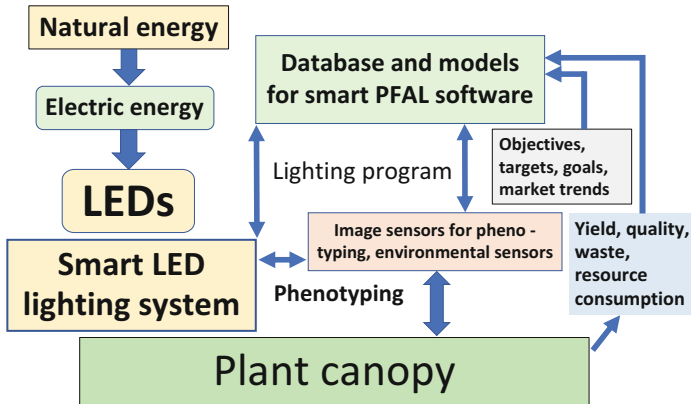 Natural energy
Electric energy
LEDs
Smart LED
lighting system
Database and models
for smart PFAL software
Lighting program
Objectives,
targets, goals,
market trends
Image sensors for pheno -
typing, environmental sensors
Phenotyping
Yield, quality,
waste,
resource
consumption
Plant canopy